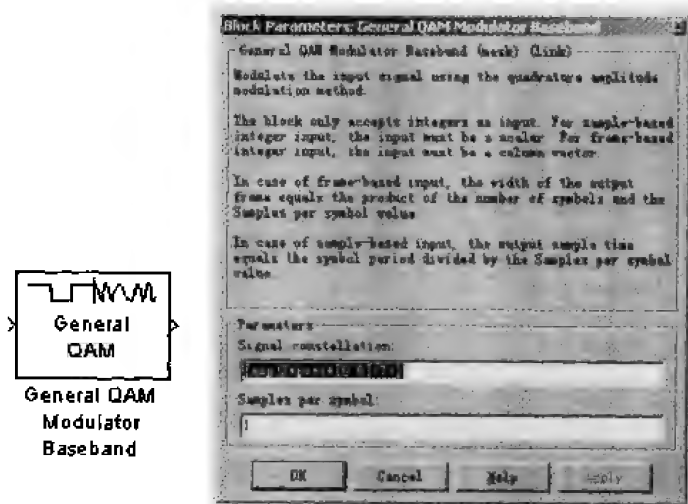 General
QAM
General QAM
Modulator
Baseband
Block Parameters: General QAM Modulator Baseband
General QAM Modulator Baseband (mask) (link)
Modulate the input signal using the quadrature amplitude
modulation method.
The block only accepts integers as input. For sample-based
integer input, the input must be a scalar. For frame-based
integer input, the input must be a column vector.
In case of frame-based input, the width of the output
frame equals the product of the number of symbols and the
Samples per symbol value.
In case of sample-based input, the output sample time
equals the symbol period divided by the Samples per symbol
value.
Parameters
Signal constellation:
Samples per symbol:
1
OK
Cancel
Help
Apply